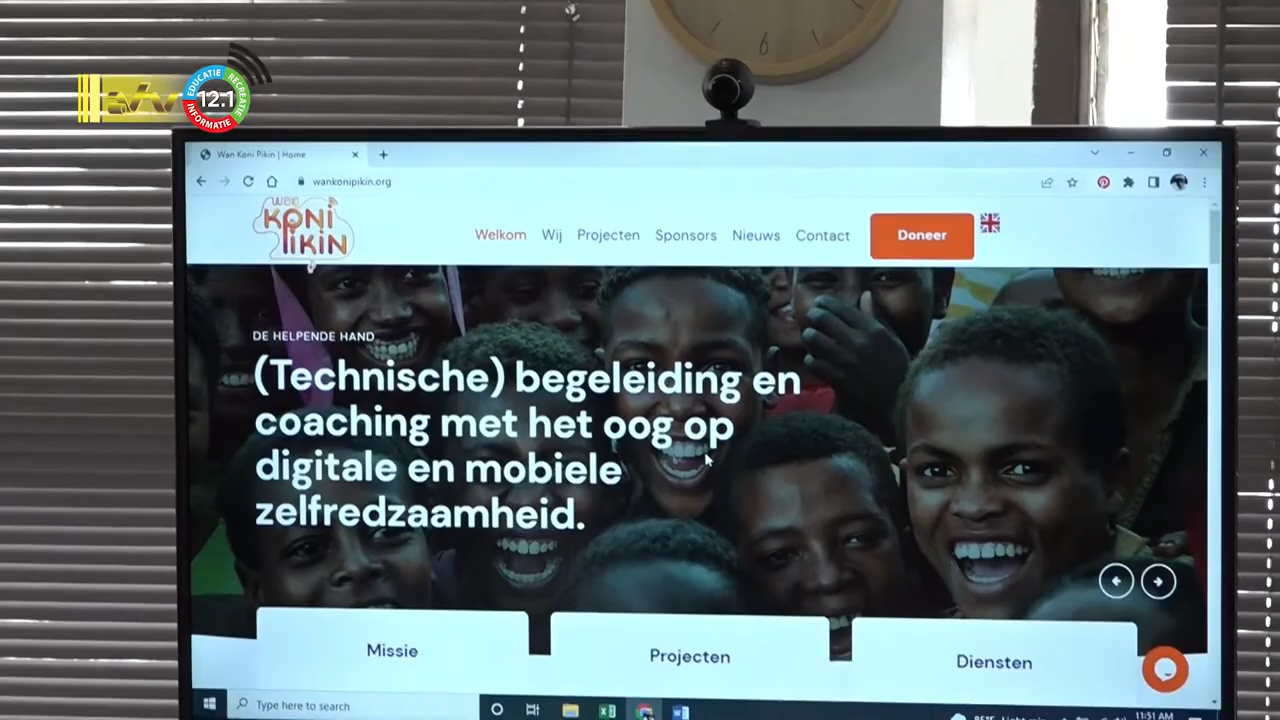 EDUCATIE
RECREATIE
INFORMATIE
12.1
6
Wan Koni Pikin | Home
wankonipikin.org
wan
KONI
PIKIN
Welkom Wij Projecten Sponsors Nieuws Contact Doneer
DE HELPENDE HAND
(Technische) begeleiding en
coaching met het oog op
digitale en mobiele
zelfredzaamheid.
Missie Projecten Diensten
Type here to search
11:51 AM